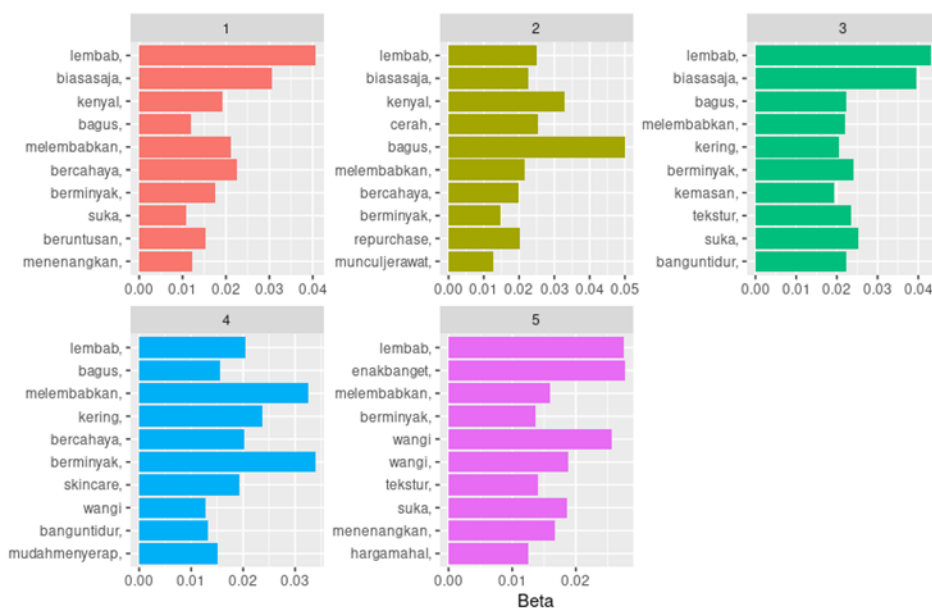 1
lembab,
biasasaja,
kenyal,
bagus,
melembabkan,
bercahaya,
berminyak,
suka,
beruntusan,
menenangkan,
0.00 0.01 0.02 0.03 0.04
2
lembab,
biasasaja,
kenyal,
cerah,
bagus,
melembabkan,
bercahaya,
berminyak,
repurchase,
munculjerawat,
0.00 0.01 0.02 0.03 0.04 0.05
3
lembab,
biasasaja,
bagus,
melembabkan,
kering,
berminyak,
kemasan,
tekstur,
suka,
banguntidur,
0.00 0.01 0.02 0.03 0.04
4
lembab,
bagus,
melembabkan,
kering,
bercahaya,
berminyak,
skincare,
wangi
banguntidur,
mudahmenyerap,
0.00 0.01 0.02 0.03
5
lembab,
enakbanget,
melembabkan,
berminyak,
wangi
wangi,
tekstur,
suka,
menenangkan,
hargamahal,
0.00 0.01 0.02
Beta